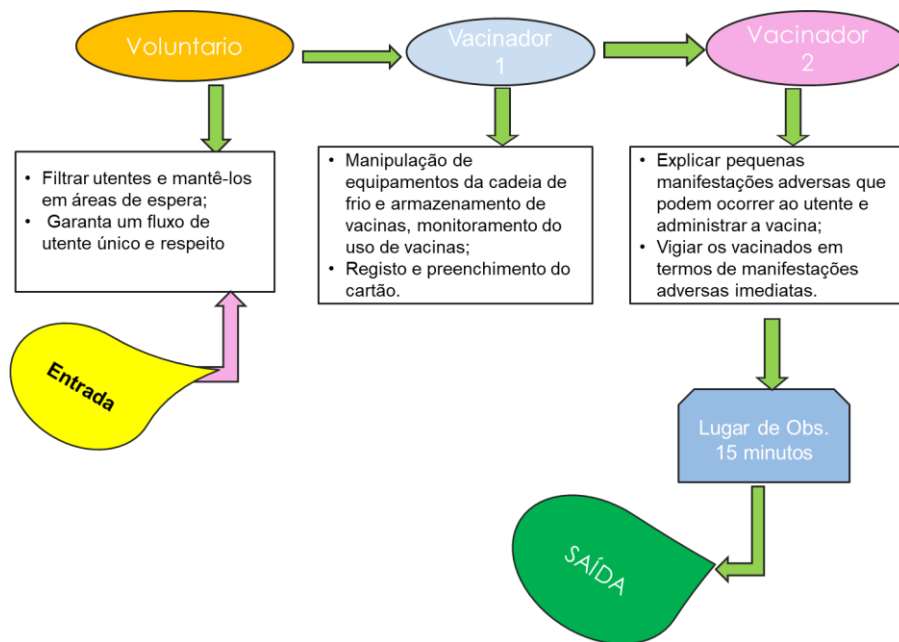 Voluntario
Vacinador
1
Vacinador
2
• Filtrar utentes e mantê-los
em áreas de espera;
• Garanta um fluxo de
utente único e respeito
• Manipulação de
equipamentos da cadeia de
frio e armazenamento de
vacinas, monitoramento do
uso de vacinas;
• Registo e preenchimento do
cartão.
• Explicar pequenas
manifestações adversas que
podem ocorrer ao utente e
administrar a vacina;
• Vigiar os vacinados em
termos de manifestações
adversas imediatas.
Entrada
Lugar de Obs.
15 minutos
SAÍDA